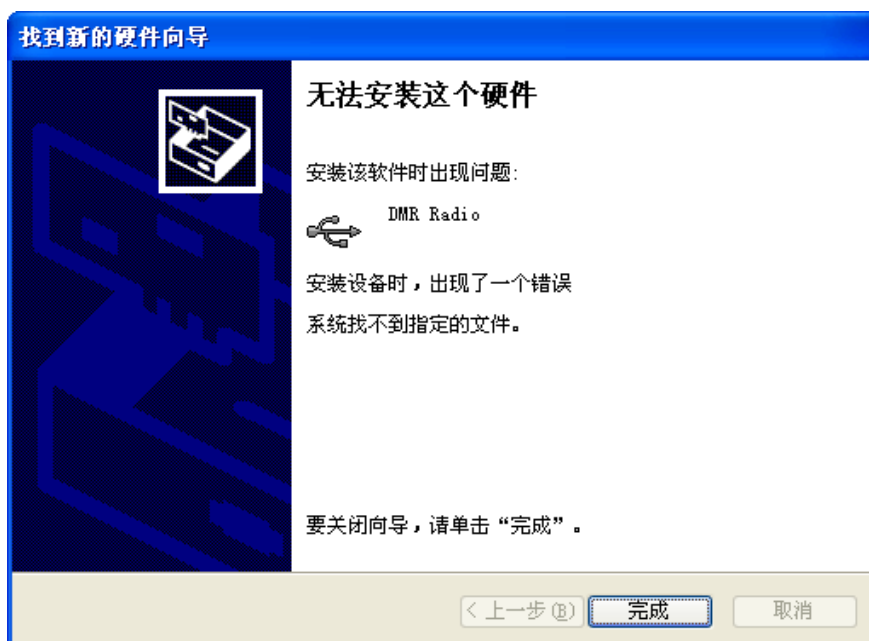 找到新的硬件向导
无法安装这个硬件
安装该软件时出现问题:
DMR Radio
安装设备时，出现了一个错误
系统找不到指定的文件。
要关闭向导，请单击“完成”。
< 上一步(B)
完成
取消